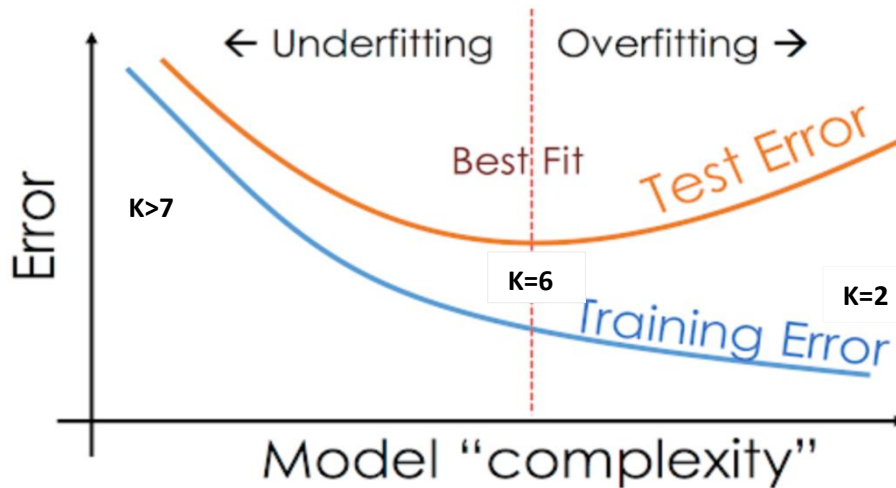 ← Underfitting
Overfitting →
Best Fit
Test Error
K>7
Error
K=6
K=2
Training Error
Model “complexity”